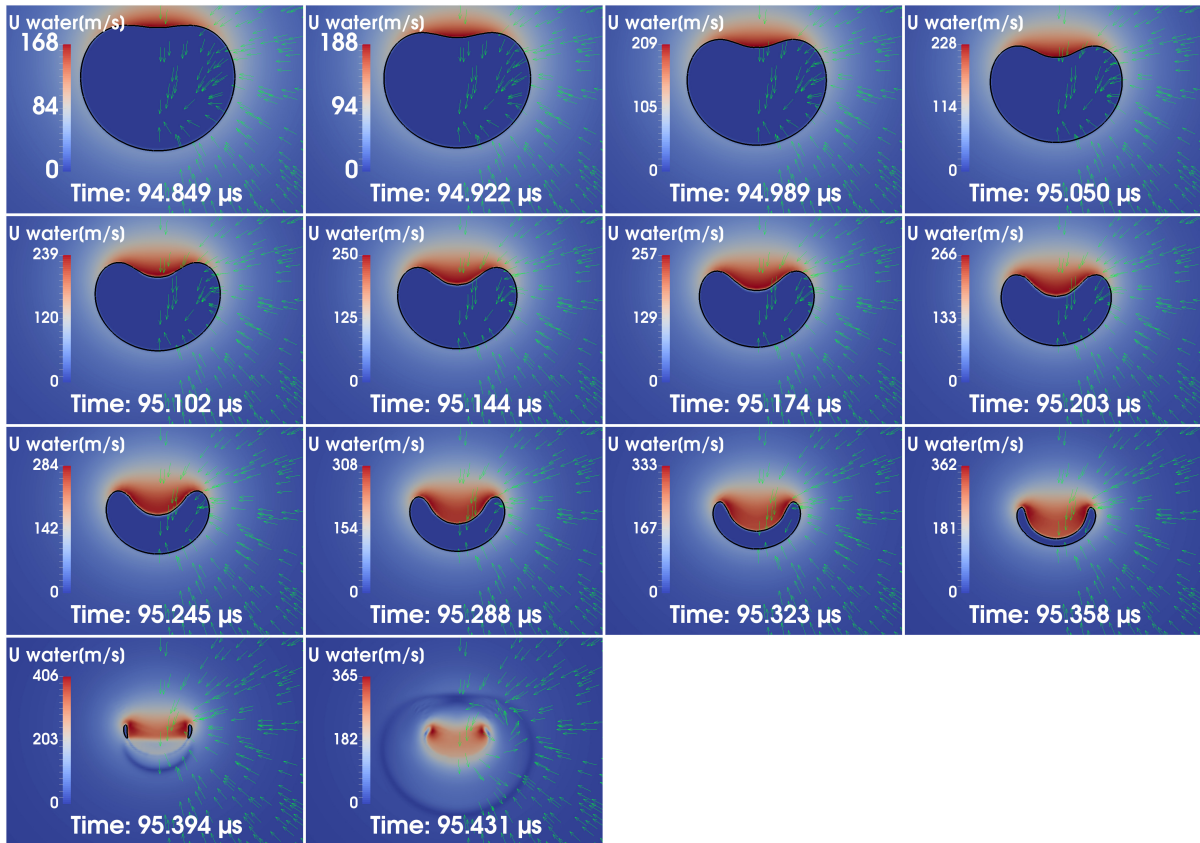 U water(m/s)
168
84
0
Time: 94.849 µs
U water(m/s)
188
94
0
Time: 94.922 µs
U water(m/s)
209
105
0
Time: 94.989 µs
U water(m/s)
228
114
0
Time: 95.050 µs
U water(m/s)
239
120
0
Time: 95.102 µs
U water(m/s)
250
125
0
Time: 95.144 µs
U water(m/s)
257
129
0
Time: 95.174 µs
U water(m/s)
266
133
0
Time: 95.203 µs
U water(m/s)
284
142
0
Time: 95.245 µs
U water(m/s)
308
154
0
Time: 95.288 µs
U water(m/s)
333
167
0
Time: 95.323 µs
U water(m/s)
362
181
0
Time: 95.358 µs
U water(m/s)
406
203
0
Time: 95.394 µs
U water(m/s)
365
182
0
Time: 95.431 µs